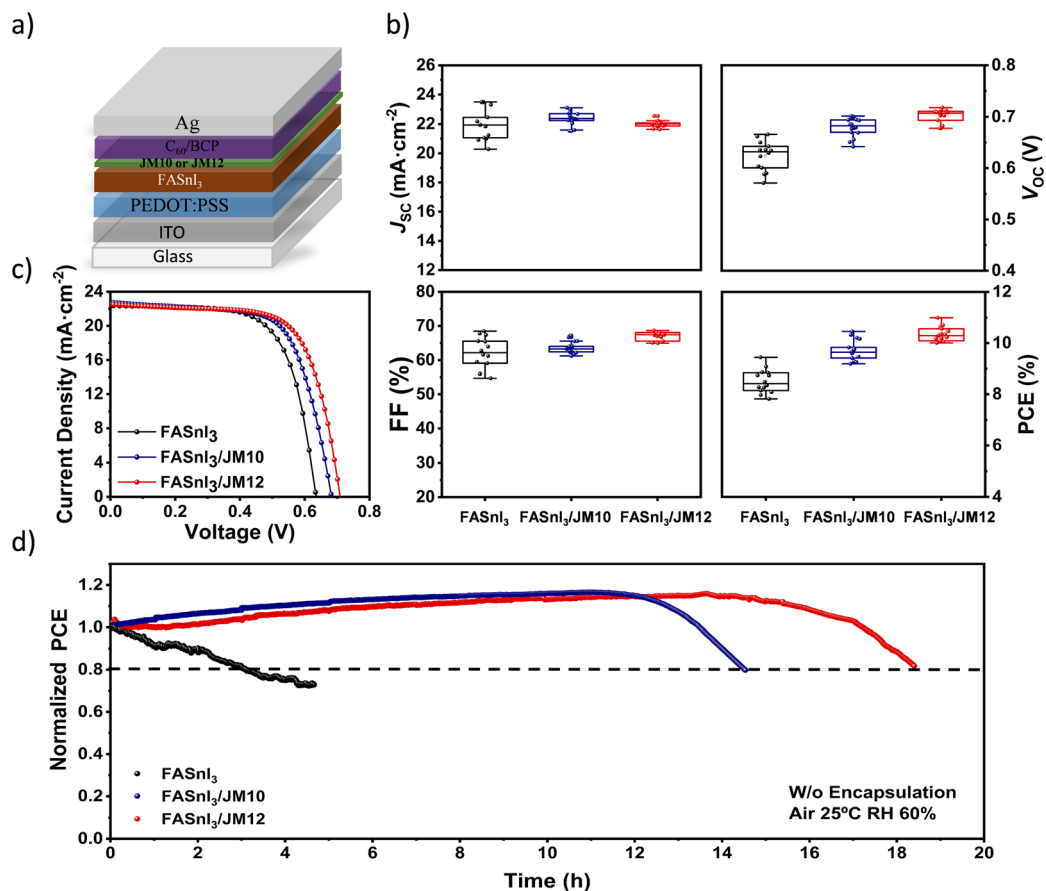 a)
Ag
C₆₀/BCP
JM10 or JM12
FASnI₃
PEDOT:PSS
ITO
Glass
b)
24
22
20
18
16
14
12
J_SC (mA·cm⁻²)
0.8
0.7
0.6
0.5
0.4
V_OC (V)
80
70
60
50
40
30
20
FF (%)
FASnI₃ FASnI₃/JM10 FASnI₃/JM12
12
10
8
6
4
PCE (%)
FASnI₃ FASnI₃/JM10 FASnI₃/JM12
c)
24
20
16
12
8
4
0
Current Density (mA·cm⁻²)
FASnI₃
FASnI₃/JM10
FASnI₃/JM12
0.0 0.2 0.4 0.6 0.8
Voltage (V)
d)
1.2
1.0
0.8
0.6
0.4
0.2
0.0
Normalized PCE
FASnI₃
FASnI₃/JM10
FASnI₃/JM12
W/o Encapsulation
Air 25ºC RH 60%
0 2 4 6 8 10 12 14 16 18 20
Time (h)